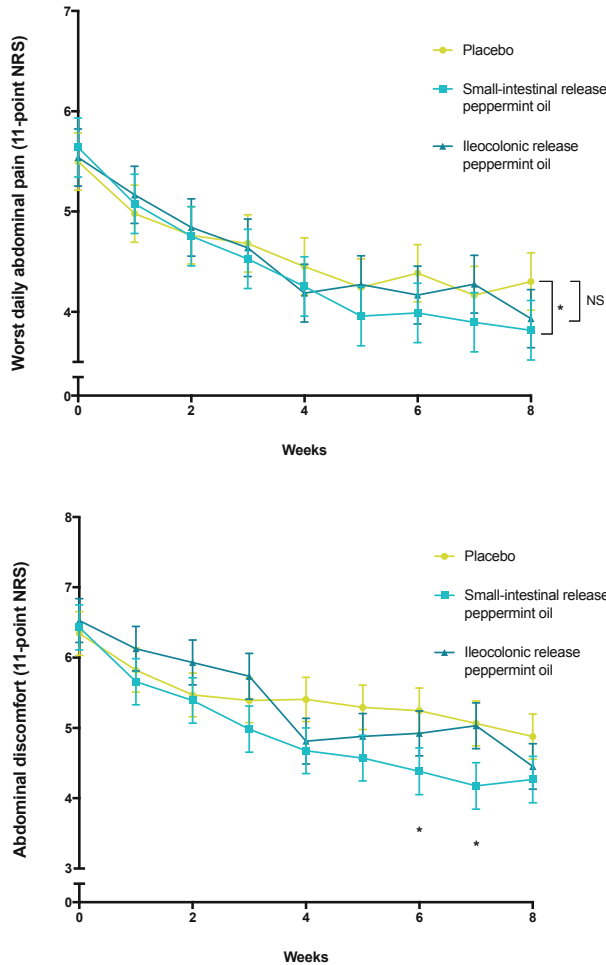 7
6
5
4
0
0
2
4
6
8
Worst daily abdominal pain (11-point NRS)
Weeks
Placebo
Small-intestinal release
peppermint oil
Ileocolonic release
peppermint oil
*
NS
8
7
6
5
4
3
0
0
2
4
6
8
Abdominal discomfort (11-point NRS)
Weeks
Placebo
Small-intestinal release
peppermint oil
Ileocolonic release
peppermint oil
*
*